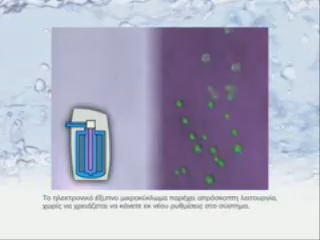 Το ηλεκτρονικό έξυπνο μικροκύκλωμα παρέχει απρόσκοπτη λειτουργία,
χωρίς να χρειάζεται να κάνετε εκ νέου ρυθμίσεις στο σύστημα.